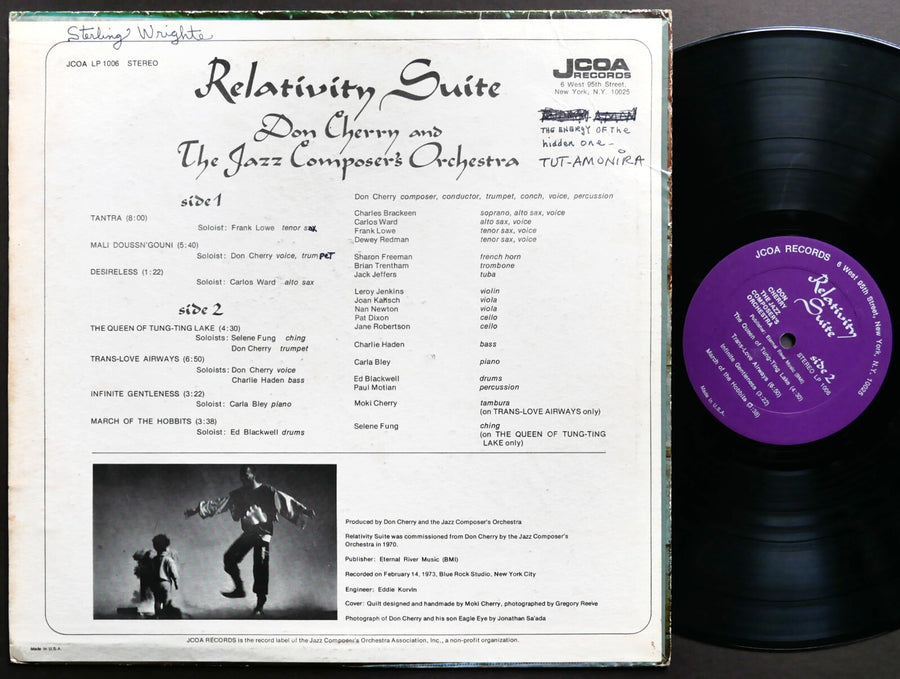 Sterling Wrighte
JCOA LP 1006 STEREO
Relativity Suite
Don Cherry and
The Jazz Composer's Orchestra
JCOA
RECORDS
6 West 95th Street,
New York, N.Y. 10025
THE ENERGY OF THE
hidden one -
TUT-AMONIRA
side 1
TANTRA (8:00)
Soloist: Frank Lowe tenor sax
MALI DOUSSN'GOUNI (5:40)
Soloist: Don Cherry voice, trumPET
DESIRELESS (1:22)
Soloist: Carlos Ward alto sax
side 2
THE QUEEN OF TUNG-TING LAKE (4:30)
Soloists: Selene Fung ching
Don Cherry trumpet
TRANS-LOVE AIRWAYS (6:50)
Soloists: Don Cherry voice
Charlie Haden bass
INFINITE GENTLENESS (3:22)
Soloist: Carla Bley piano
MARCH OF THE HOBBITS (3:38)
Soloist: Ed Blackwell drums
Don Cherry composer, conductor, trumpet, conch, voice, percussion
Charles Brackeen soprano, alto sax, voice
Carlos Ward alto sax, voice
Frank Lowe tenor sax, voice
Dewey Redman tenor sax, voice
Sharon Freeman french horn
Brian Trentham trombone
Jack Jeffers tuba
Leroy Jenkins violin
Joan Kalisch viola
Nan Newton viola
Pat Dixon cello
Jane Robertson cello
Charlie Haden bass
Carla Bley piano
Ed Blackwell drums
Paul Motian percussion
Moki Cherry tambura
(on TRANS-LOVE AIRWAYS only)
Selene Fung ching
(on THE QUEEN OF TUNG-TING
LAKE only)
Produced by Don Cherry and the Jazz Composer's Orchestra
Relativity Suite was commissioned from Don Cherry by the Jazz Composer's
Orchestra in 1970.
Publisher: Eternal River Music (BMI)
Recorded on February 14, 1973, Blue Rock Studio, New York City
Engineer: Eddie Korvin
Cover: Quilt designed and handmade by Moki Cherry, photographed by Gregory Reeve
Photograph of Don Cherry and his son Eagle Eye by Jonathan Sa'ada
JCOA RECORDS is the record label of the Jazz Composer's Orchestra Association, Inc., a non-profit organization.
Made in U.S.A.
JCOA RECORDS 6 West 95th Street, New York, N.Y. 10025
Relativity
Suite
DON
CHERRY
THE JAZZ
COMPOSER'S
ORCHESTRA
side 2
STEREO LP 1006
Publisher: Eternal River Music (BMI)
The Queen of Tung-Ting Lake (4:30)
Trans-Love Airways (6:50)
Infinite Gentleness (3:22)
March of the Hobbits (3:38)
Made in U.S.A.